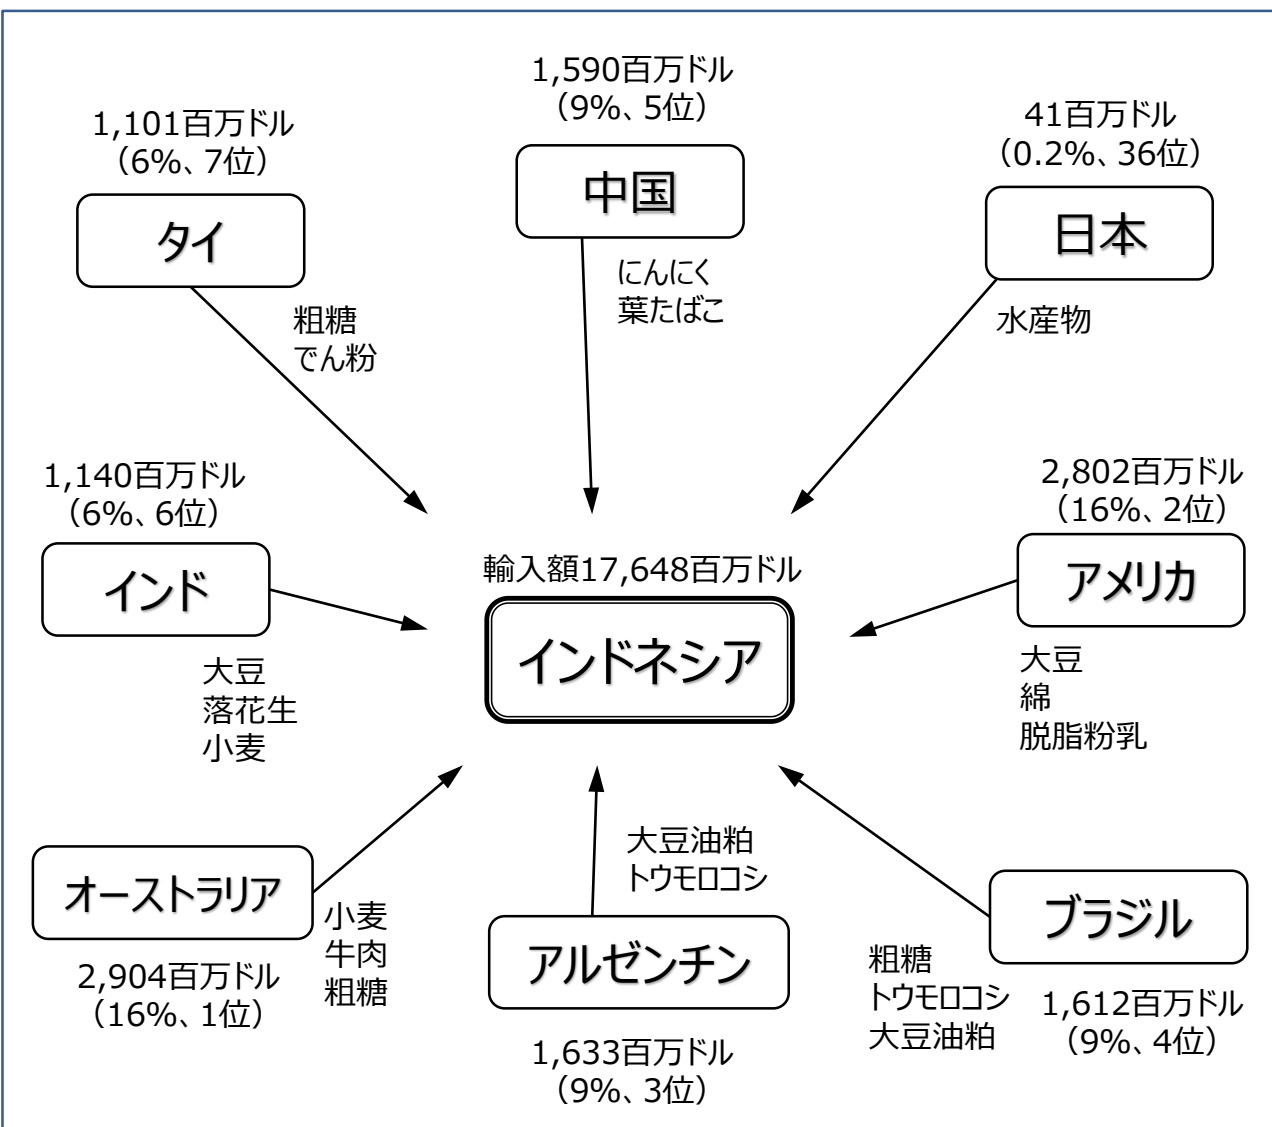 1,590百万ドル
（9%、5位）
中国
にんにく
葉たばこ
1,101百万ドル
（6%、7位）
タイ
粗糖
でん粉
41百万ドル
（0.2%、36位）
日本
水産物
1,140百万ドル
（6%、6位）
インド
大豆
落花生
小麦
輸入額17,648百万ドル
インドネシア
2,802百万ドル
（16%、2位）
アメリカ
大豆
綿
脱脂粉乳
オーストラリア
2,904百万ドル
（16%、1位）
小麦
牛肉
粗糖
大豆油粕
トウモロコシ
アルゼンチン
1,633百万ドル
（9%、3位）
ブラジル
粗糖
トウモロコシ
大豆油粕
1,612百万ドル
（9%、4位）